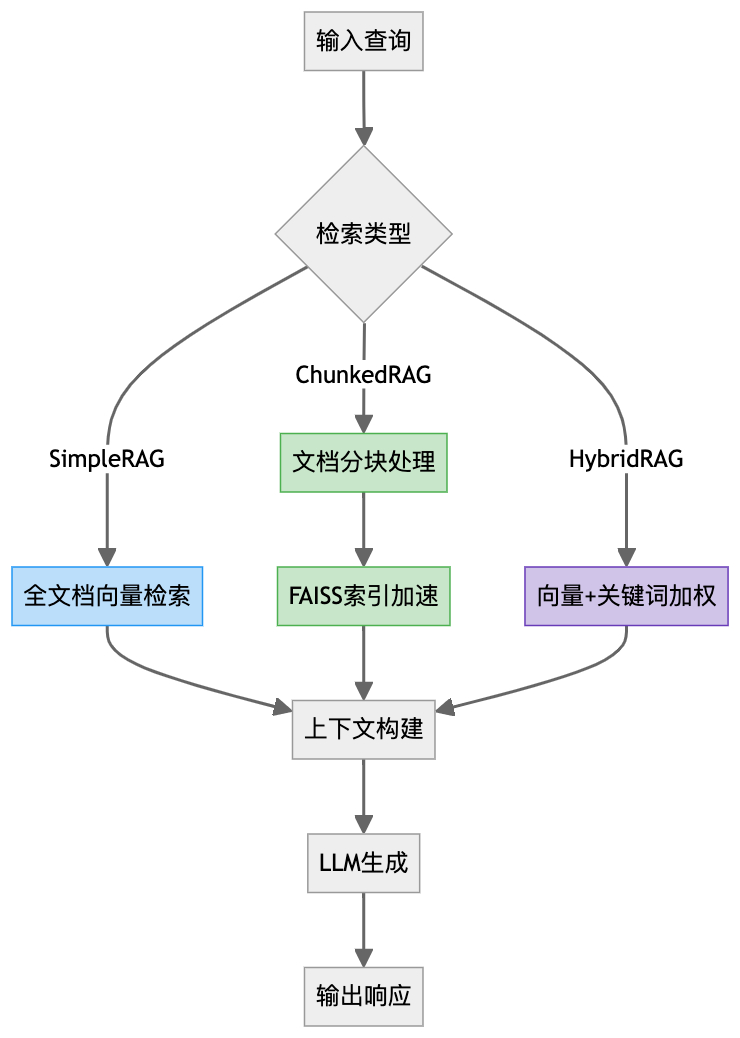 输入查询
检索类型
ChunkedRAG
SimpleRAG
文档分块处理
HybridRAG
全文档向量检索
FAISS索引加速
向量+关键词加权
上下文构建
LLM生成
输出响应